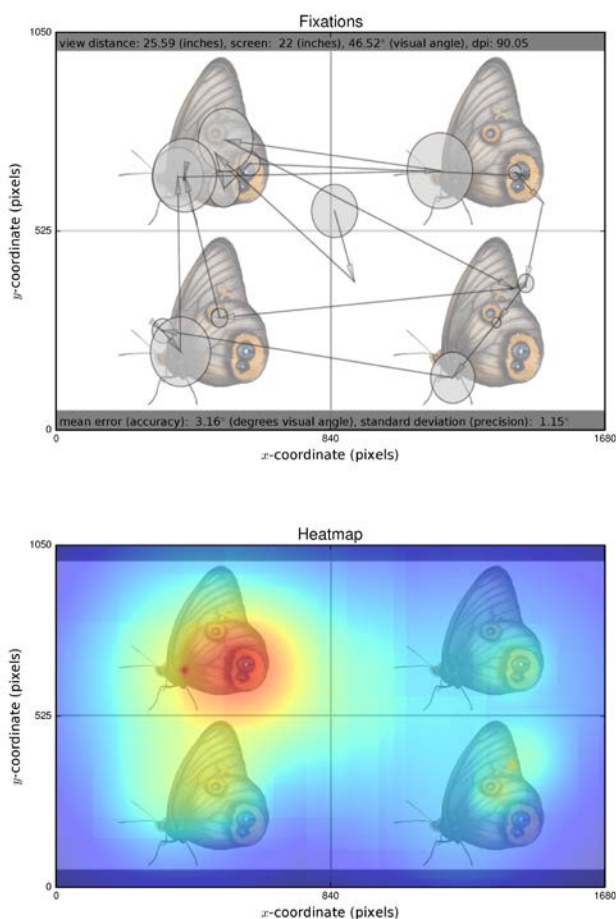 Fixations
1050
view distance: 25.59 (inches), screen: 22 (inches), 46.52° (visual angle), dpi: 90.05
525
y-coordinate (pixels)
mean error (accuracy): 3.16° (degrees visual angle), standard deviation (precision): 1.15°
0
0 840 1680
x-coordinate (pixels)
Heatmap
1050
525
y-coordinate (pixels)
0
0 840 1680
x-coordinate (pixels)